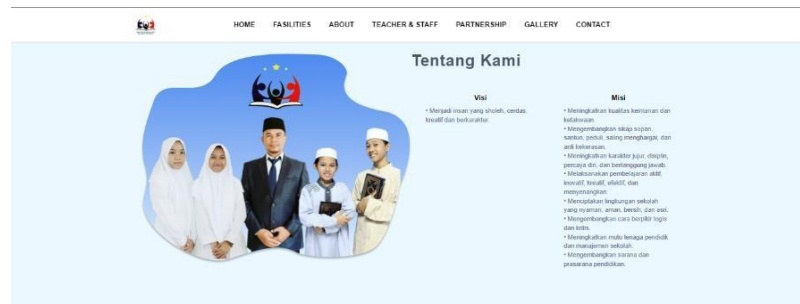 HOME FASILITIES ABOUT TEACHER & STAFF PARTNERSHIP GALLERY CONTACT
Tentang Kami
Visi
• Menjadi insan yang sholeh, cerdas,
kreatif dan berkarakter.
Misi
• Meningkatkan kualitas keimanan dan
ketakwaan.
• Mengembangkan sikap sopan,
santun, peduli, saling menghargai, dan
anti kekerasan.
• Meningkatkan karakter jujur, disiplin,
percaya diri, dan bertanggung jawab.
• Melaksanakan pembelajaran aktif,
inovatif, kreatif, efektif, dan
menyenangkan.
• Menciptakan lingkungan sekolah
yang nyaman, aman, bersih, dan asri.
• Mengembangkan cara berpikir logis
dan kritis.
• Meningkatkan mutu tenaga pendidik
dan manajemen sekolah.
• Mengembangkan sarana dan
prasarana pendidikan.